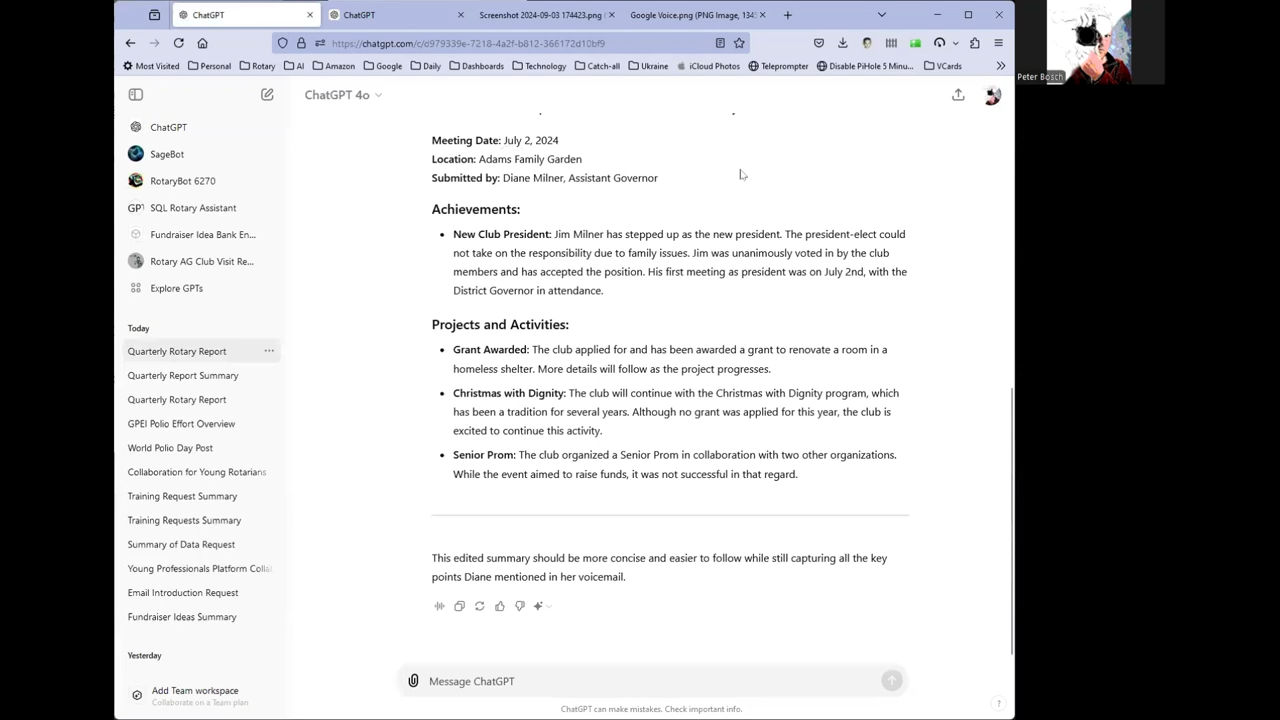 ChatGPT
ChatGPT
Screenshot 2024-09-03 174423.png
Google Voice.png (PNG Image, 134
https://chatgpt.com/c/d979339e-7218-4a2f-b812-366172d10bf9
Most Visited
Personal
Rotary
AI
Amazon
Daily
Dashboards
Technology
Catch-all
Ukraine
iCloud Photos
Teleprompter
Disable PiHole 5 Minu...
VCards
Peter Bosch
ChatGPT 4o
ChatGPT
SageBot
RotaryBot 6270
GPT SQL Rotary Assistant
Fundraiser Idea Bank En...
Rotary AG Club Visit Re...
Explore GPTs
Today
Quarterly Rotary Report
Quarterly Report Summary
Quarterly Rotary Report
GPEI Polio Effort Overview
World Polio Day Post
Collaboration for Young Rotarians
Training Request Summary
Training Requests Summary
Summary of Data Request
Young Professionals Platform Colla
Email Introduction Request
Fundraiser Ideas Summary
Yesterday
Add Team workspace
Collaborate on a Team plan
Meeting Date: July 2, 2024
Location: Adams Family Garden
Submitted by: Diane Milner, Assistant Governor
Achievements:
• New Club President: Jim Milner has stepped up as the new president. The president-elect could
not take on the responsibility due to family issues. Jim was unanimously voted in by the club
members and has accepted the position. His first meeting as president was on July 2nd, with the
District Governor in attendance.
Projects and Activities:
• Grant Awarded: The club applied for and has been awarded a grant to renovate a room in a
homeless shelter. More details will follow as the project progresses.
• Christmas with Dignity: The club will continue with the Christmas with Dignity program, which
has been a tradition for several years. Although no grant was applied for this year, the club is
excited to continue this activity.
• Senior Prom: The club organized a Senior Prom in collaboration with two other organizations.
While the event aimed to raise funds, it was not successful in that regard.
This edited summary should be more concise and easier to follow while still capturing all the key
points Diane mentioned in her voicemail.
Message ChatGPT
ChatGPT can make mistakes. Check important info.
?